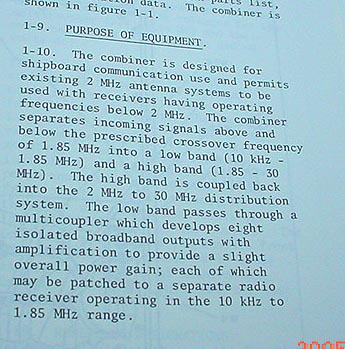 parts list,
data. The combiner is
shown in figure 1-1.
1-9. PURPOSE OF EQUIPMENT.
1-10. The combiner is designed for
shipboard communication use and permits
existing 2 MHz antenna systems to be
used with receivers having operating
frequencies below 2 MHz. The combiner
separates incoming signals above and
below the prescribed crossover frequency
of 1.85 MHz into a low band (10 kHz -
1.85 MHz) and a high band (1.85 - 30
MHz). The high band is coupled back
into the 2 MHz to 30 MHz distribution
system. The low band passes through a
multicoupler which develops eight
isolated broadband outputs with
amplification to provide a slight
overall power gain; each of which
may be patched to a separate radio
receiver operating in the 10 kHz to
1.85 MHz range.